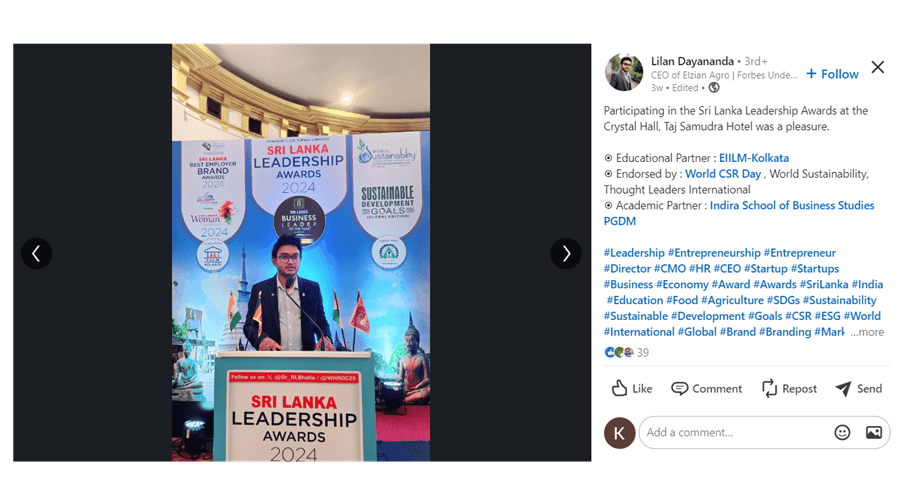 SRI LANKA
BEST EMPLOYER
BRAND
AWARDS
2024
Woman
2024
SRI LANKA
LEADERSHIP
AWARDS
2024
SRI LANKA
BUSINESS
LEADER
OF THE YEAR
Sustainability
SUSTAINABLE
DEVELOPMENT
GOALS
(GLOBAL EDITION)
Follow us on: X @Dr_RLBhatia / @WHRDC25
SRI LANKA
LEADERSHIP
AWARDS
2024
Lilan Dayananda • 3rd+
CEO of Elzian Agro | Forbes Unde...
3w • Edited •
+ Follow
Participating in the Sri Lanka Leadership Awards at the
Crystal Hall, Taj Samudra Hotel was a pleasure.
⦿ Educational Partner : EIILM-Kolkata
⦿ Endorsed by : World CSR Day , World Sustainability,
Thought Leaders International
⦿ Academic Partner : Indira School of Business Studies
PGDM
#Leadership #Entrepreneurship #Entrepreneur
#Director #CMO #HR #CEO #Startup #Startups
#Business #Economy #Award #Awards #SriLanka #India
#Education #Food #Agriculture #SDGs #Sustainability
#Sustainable #Development #Goals #CSR #ESG #World
#International #Global #Brand #Branding #Mark ...more
39
Like Comment Repost Send
K Add a comment...